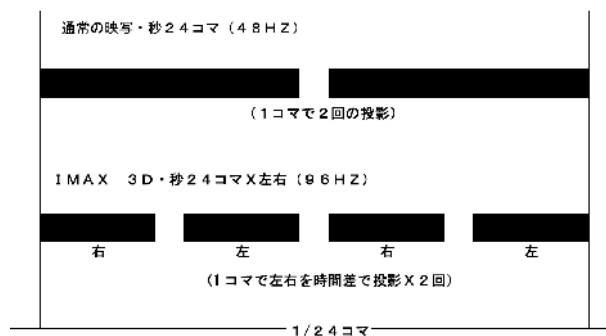 通常の映写・秒24コマ(48HZ)
(1コマで2回の投影)
IMAX 3D・秒24コマX左右(96HZ)
右 左 右 左
(1コマで左右を時間差で投影X2回)
1/24コマ